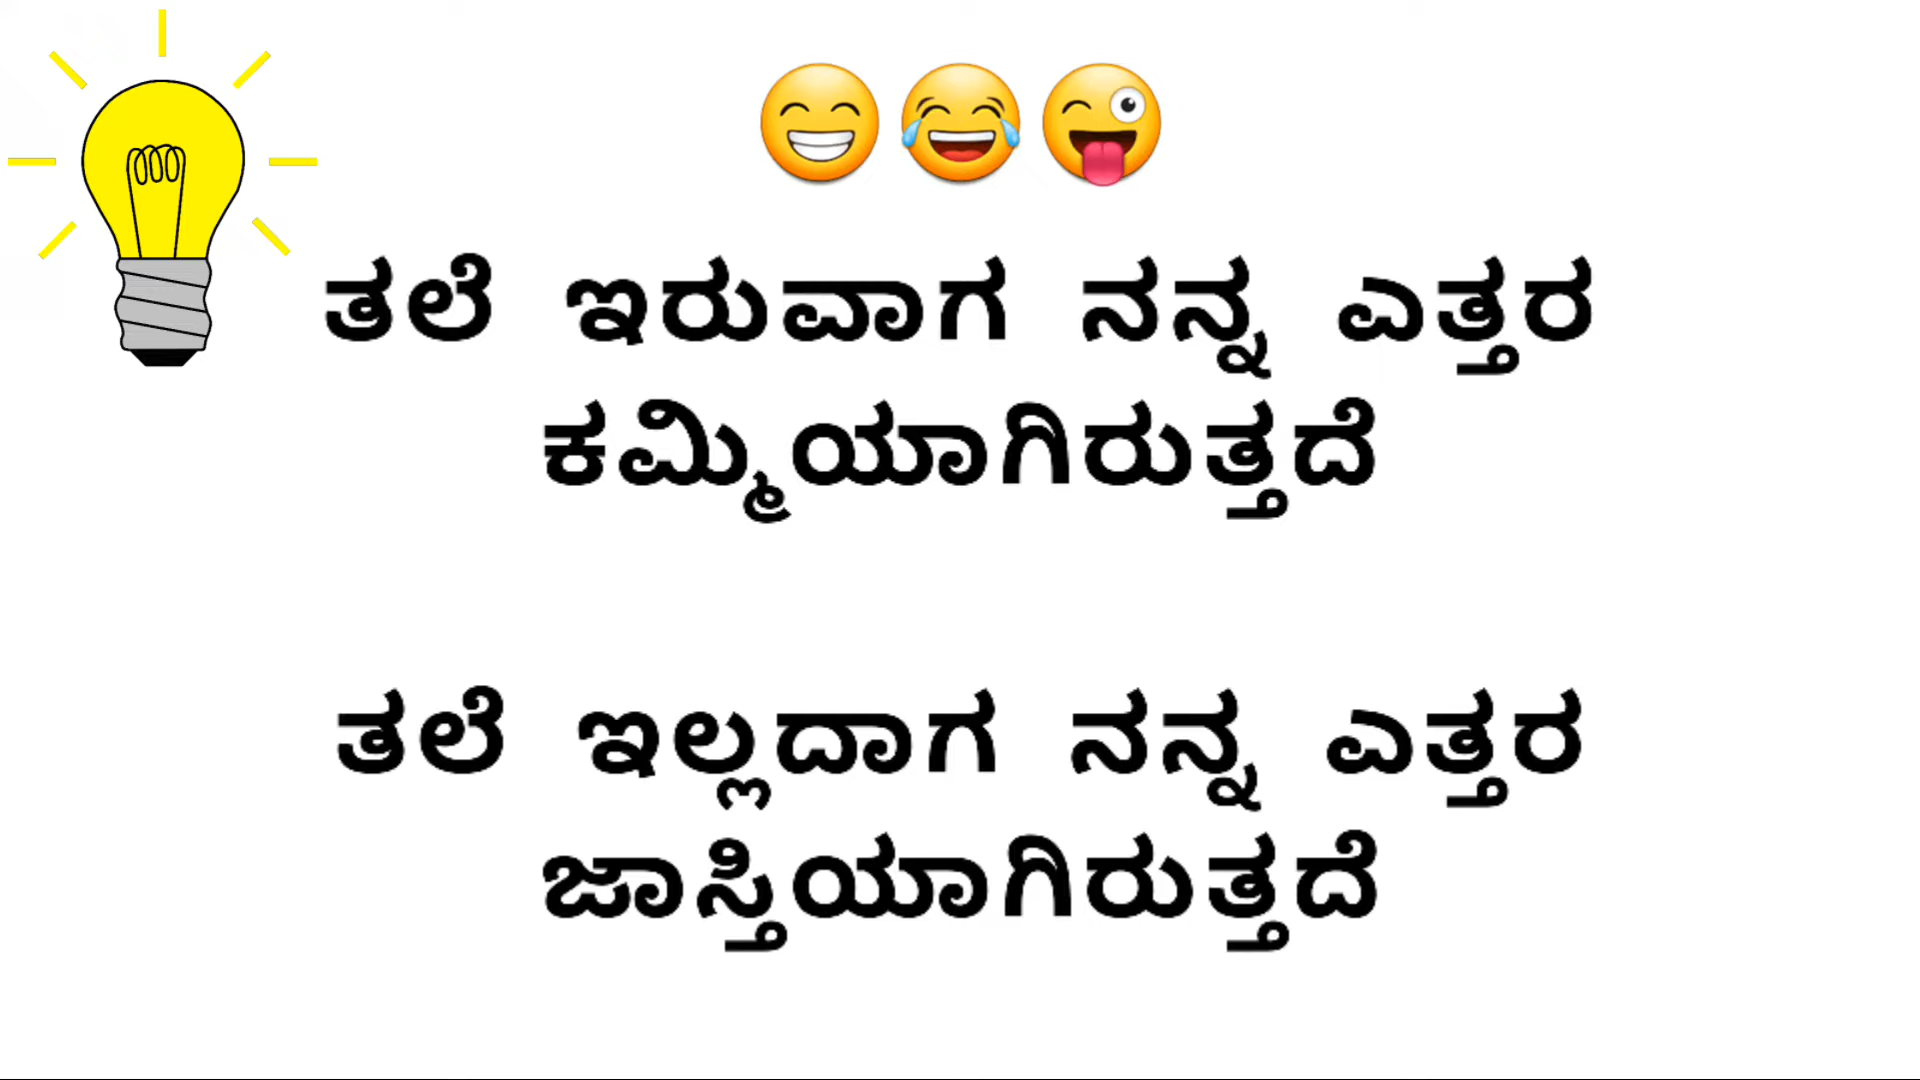 ತಲೆ ಇರುವಾಗ ನನ್ನ ಎತ್ತರ
ಕಮ್ಮಿಯಾಗಿರುತ್ತದೆ
ತಲೆ ಇಲ್ಲದಾಗ ನನ್ನ ಎತ್ತರ
ಜಾಸ್ತಿಯಾಗಿರುತ್ತದೆ